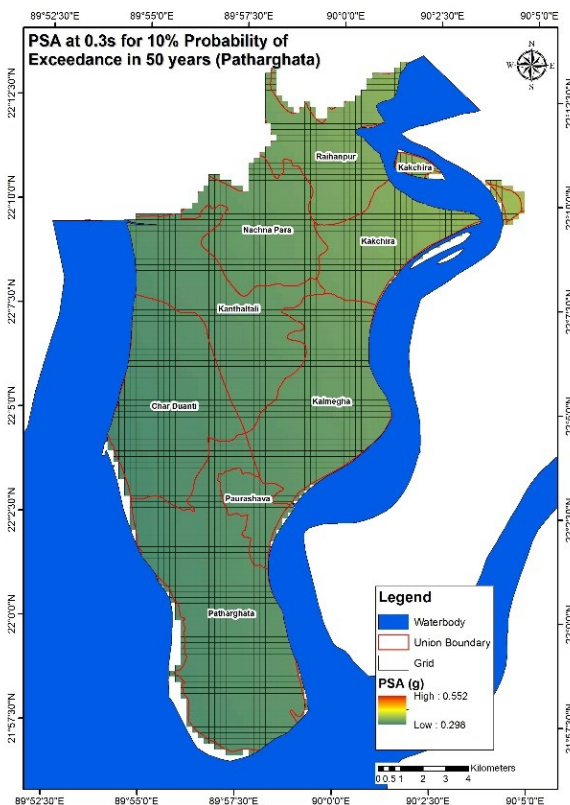 89°52'30"E 89°55'0"E 89°57'30"E 90°0'0"E 90°2'30"E 90°5'0"E
PSA at 0.3s for 10% Probability of
Exceedance in 50 years (Patharghata)
N
W E
S
22°12'30"N
Raihanpur
Kakchira
22°10'0"N
Nachna Para
Kakchira
22°7'30"N
Kanthaltali
Char Duanti
Kalmegha
22°5'0"N
Paurashava
22°2'30"N
Patharghata
22°0'0"N
21°57'30"N
Legend
Waterbody
Union Boundary
Grid
PSA (g)
High : 0.552
Low : 0.298
Kilometers
0 0.5 1 2 3 4
89°52'30"E 89°55'0"E 89°57'30"E 90°0'0"E 90°2'30"E 90°5'0"E